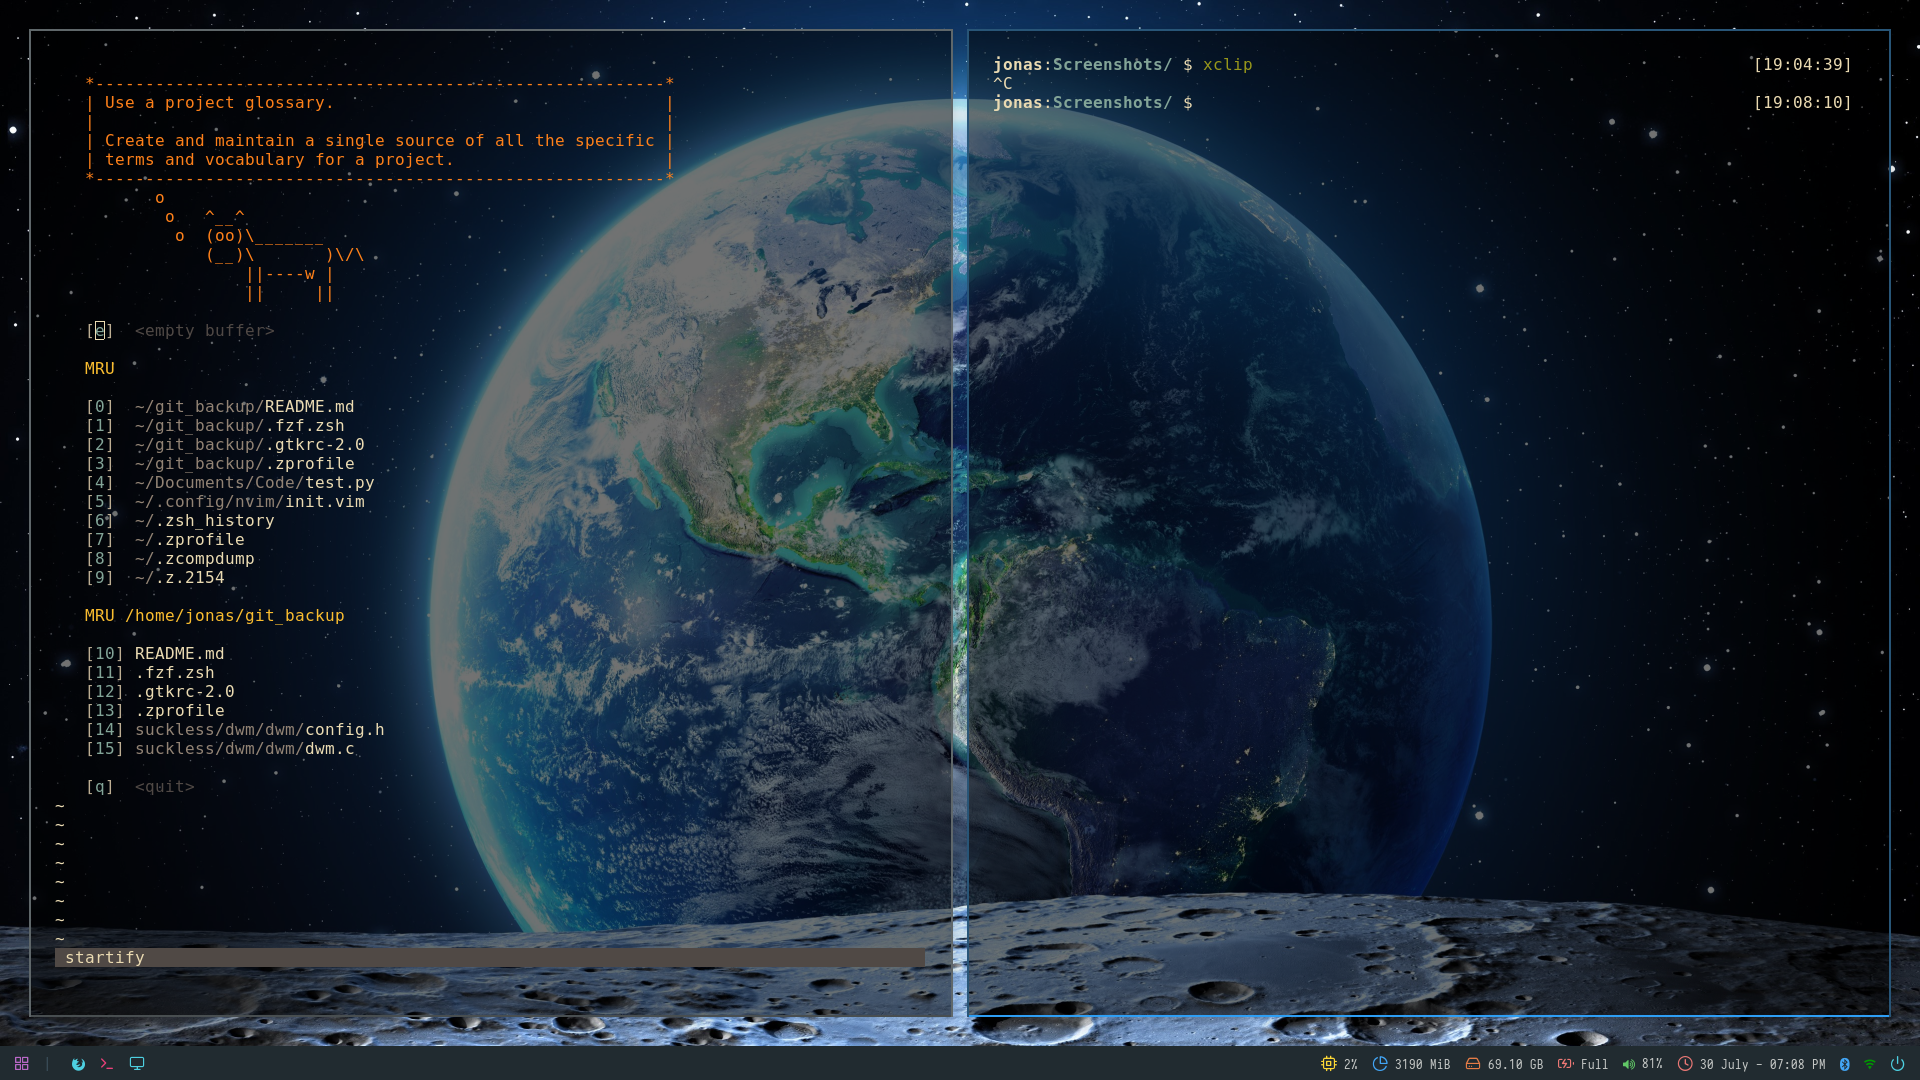 *---------------------------------------------------------*
| Use a project glossary.                                 |
|                                                         |
| Create and maintain a single source of all the specific |
| terms and vocabulary for a project.                     |
*---------------------------------------------------------*
       o
        o   ^__^
         o  (oo)\_______
            (__)\       )\/\
                ||----w |
                ||     ||
[e]  <empty buffer>
MRU
[0]  ~/git_backup/README.md
[1]  ~/git_backup/.fzf.zsh
[2]  ~/git_backup/.gtkrc-2.0
[3]  ~/git_backup/.zprofile
[4]  ~/Documents/Code/test.py
[5]  ~/.config/nvim/init.vim
[6]  ~/.zsh_history
[7]  ~/.zprofile
[8]  ~/.zcompdump
[9]  ~/.z.2154
MRU /home/jonas/git_backup
[10] README.md
[11] .fzf.zsh
[12] .gtkrc-2.0
[13] .zprofile
[14] suckless/dwm/dwm/config.h
[15] suckless/dwm/dwm/dwm.c
[q]  <quit>
~
~
~
~
~
~
~
~
startify
jonas:Screenshots/ $ xclip [19:04:39]
^C
jonas:Screenshots/ $ [19:08:10]
2% 3190 MiB 69.10 GB Full 81% 30 July - 07:08 PM